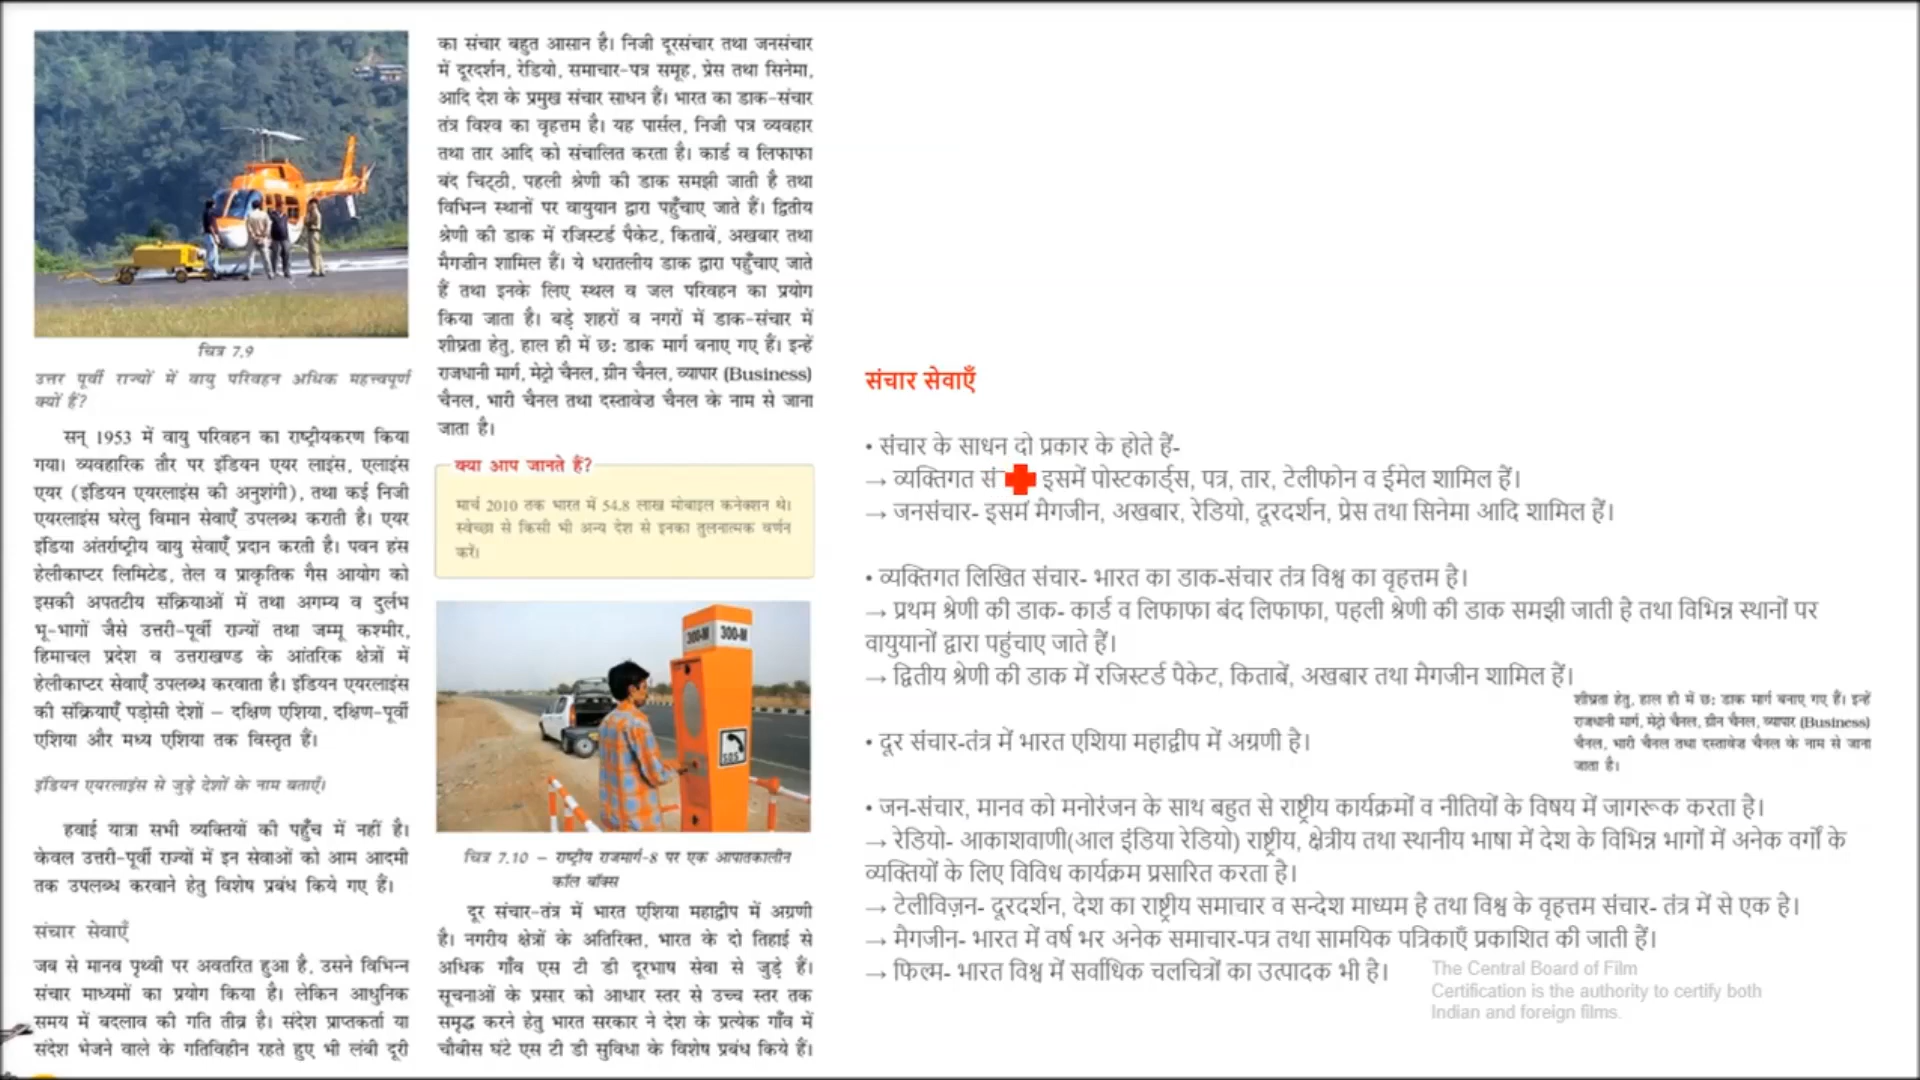 चित्र 7.9
उत्तर पूर्वी राज्यों में वायु परिवहन अधिक महत्त्वपूर्ण
क्यों हैं?
सन् 1953 में वायु परिवहन का राष्ट्रीयकरण किया
गया। व्यवहारिक तौर पर इंडियन एयर लाइंस, एलाइंस
एयर (इंडियन एयरलाइंस की अनुशंगी), तथा कई निजी
एयरलाइंस घरेलु विमान सेवाएँ उपलब्ध कराती है। एयर
इंडिया अंतर्राष्ट्रीय वायु सेवाएँ प्रदान करती है। पवन हंस
हेलीकाप्टर लिमिटेड, तेल व प्राकृतिक गैस आयोग को
इसकी अपतटीय संक्रियाओं में तथा अगम्य व दुर्लभ
भू-भागों जैसे उत्तरी-पूर्वी राज्यों तथा जम्मू कश्मीर,
हिमाचल प्रदेश व उत्तराखण्ड के आंतरिक क्षेत्रों में
हेलीकाप्टर सेवाएँ उपलब्ध करवाता है। इंडियन एयरलाइंस
की संक्रियाएँ पड़ोसी देशों – दक्षिण एशिया, दक्षिण-पूर्वी
एशिया और मध्य एशिया तक विस्तृत हैं।
इंडियन एयरलाइंस से जुड़े देशों के नाम बताएँ।
हवाई यात्रा सभी व्यक्तियों की पहुँच में नहीं है।
केवल उत्तरी-पूर्वी राज्यों में इन सेवाओं को आम आदमी
तक उपलब्ध करवाने हेतु विशेष प्रबंध किये गए हैं।
संचार सेवाएँ
जब से मानव पृथ्वी पर अवतरित हुआ है, उसने विभिन्न
संचार माध्यमों का प्रयोग किया है। लेकिन आधुनिक
समय में बदलाव की गति तीव्र है। संदेश प्राप्तकर्ता या
संदेश भेजने वाले के गतिविहीन रहते हुए भी लंबी दूरी
का संचार बहुत आसान है। निजी दूरसंचार तथा जनसंचार
में दूरदर्शन, रेडियो, समाचार-पत्र समूह, प्रेस तथा सिनेमा,
आदि देश के प्रमुख संचार साधन हैं। भारत का डाक-संचार
तंत्र विश्व का वृहत्तम है। यह पार्सल, निजी पत्र व्यवहार
तथा तार आदि को संचालित करता है। कार्ड व लिफाफा
बंद चिट्ठी, पहली श्रेणी की डाक समझी जाती है तथा
विभिन्न स्थानों पर वायुयान द्वारा पहुँचाए जाते हैं। द्वितीय
श्रेणी की डाक में रजिस्टर्ड पैकेट, किताबें, अखबार तथा
मैगज़ीन शामिल हैं। ये धरातलीय डाक द्वारा पहुँचाए जाते
हैं तथा इनके लिए स्थल व जल परिवहन का प्रयोग
किया जाता है। बड़े शहरों व नगरों में डाक-संचार में
शीघ्रता हेतु, हाल ही में छ: डाक मार्ग बनाए गए हैं। इन्हें
राजधानी मार्ग, मेट्रो चैनल, ग्रीन चैनल, व्यापार (Business)
चैनल, भारी चैनल तथा दस्तावेज़ चैनल के नाम से जाना
जाता है।
क्या आप जानते हैं?
मार्च 2010 तक भारत में 54.8 लाख मोबाइल कनेक्शन थे।
स्वेच्छा से किसी भी अन्य देश से इनका तुलनात्मक वर्णन
करें।
300-M 300-M
SOS
चित्र 7.10 – राष्ट्रीय राजमार्ग-8 पर एक आपातकालीन
कॉल बॉक्स
दूर संचार-तंत्र में भारत एशिया महाद्वीप में अग्रणी
है। नगरीय क्षेत्रों के अतिरिक्त, भारत के दो तिहाई से
अधिक गाँव एस टी डी दूरभाष सेवा से जुड़े हैं।
सूचनाओं के प्रसार को आधार स्तर से उच्च स्तर तक
समृद्ध करने हेतु भारत सरकार ने देश के प्रत्येक गाँव में
चौबीस घंटे एस टी डी सुविधा के विशेष प्रबंध किये हैं।
संचार सेवाएँ
• संचार के साधन दो प्रकार के होते हैं-
→ व्यक्तिगत सं इसमें पोस्टकार्ड्स, पत्र, तार, टेलीफोन व ईमेल शामिल हैं।
→ जनसंचार- इसमें मैगजीन, अखबार, रेडियो, दूरदर्शन, प्रेस तथा सिनेमा आदि शामिल हैं।
• व्यक्तिगत लिखित संचार- भारत का डाक-संचार तंत्र विश्व का वृहत्तम है।
→ प्रथम श्रेणी की डाक- कार्ड व लिफाफा बंद लिफाफा, पहली श्रेणी की डाक समझी जाती है तथा विभिन्न स्थानों पर
वायुयानों द्वारा पहुंचाए जाते हैं।
→ द्वितीय श्रेणी की डाक में रजिस्टर्ड पैकेट, किताबें, अखबार तथा मैगजीन शामिल हैं।
शीघ्रता हेतु, हाल ही में छ: डाक मार्ग बनाए गए हैं। इन्हें
राजधानी मार्ग, मेट्रो चैनल, ग्रीन चैनल, व्यापार (Business)
चैनल, भारी चैनल तथा दस्तावेज़ चैनल के नाम से जाना
जाता है।
• दूर संचार-तंत्र में भारत एशिया महाद्वीप में अग्रणी है।
• जन-संचार, मानव को मनोरंजन के साथ बहुत से राष्ट्रीय कार्यक्रमों व नीतियों के विषय में जागरूक करता है।
→ रेडियो- आकाशवाणी(आल इंडिया रेडियो) राष्ट्रीय, क्षेत्रीय तथा स्थानीय भाषा में देश के विभिन्न भागों में अनेक वर्गों के
व्यक्तियों के लिए विविध कार्यक्रम प्रसारित करता है।
→ टेलीविज़न- दूरदर्शन, देश का राष्ट्रीय समाचार व सन्देश माध्यम है तथा विश्व के वृहत्तम संचार- तंत्र में से एक है।
→ मैगजीन- भारत में वर्ष भर अनेक समाचार-पत्र तथा सामयिक पत्रिकाएँ प्रकाशित की जाती हैं।
→ फिल्म- भारत विश्व में सर्वाधिक चलचित्रों का उत्पादक भी है।
The Central Board of Film
Certification is the authority to certify both
Indian and foreign films.